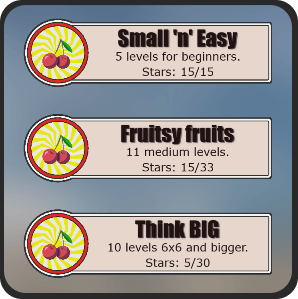 Small 'n' Easy
5 levels for beginners.
Stars: 15/15
Fruitsy fruits
11 medium levels.
Stars: 15/33
Think BIG
10 levels 6x6 and bigger.
Stars: 5/30